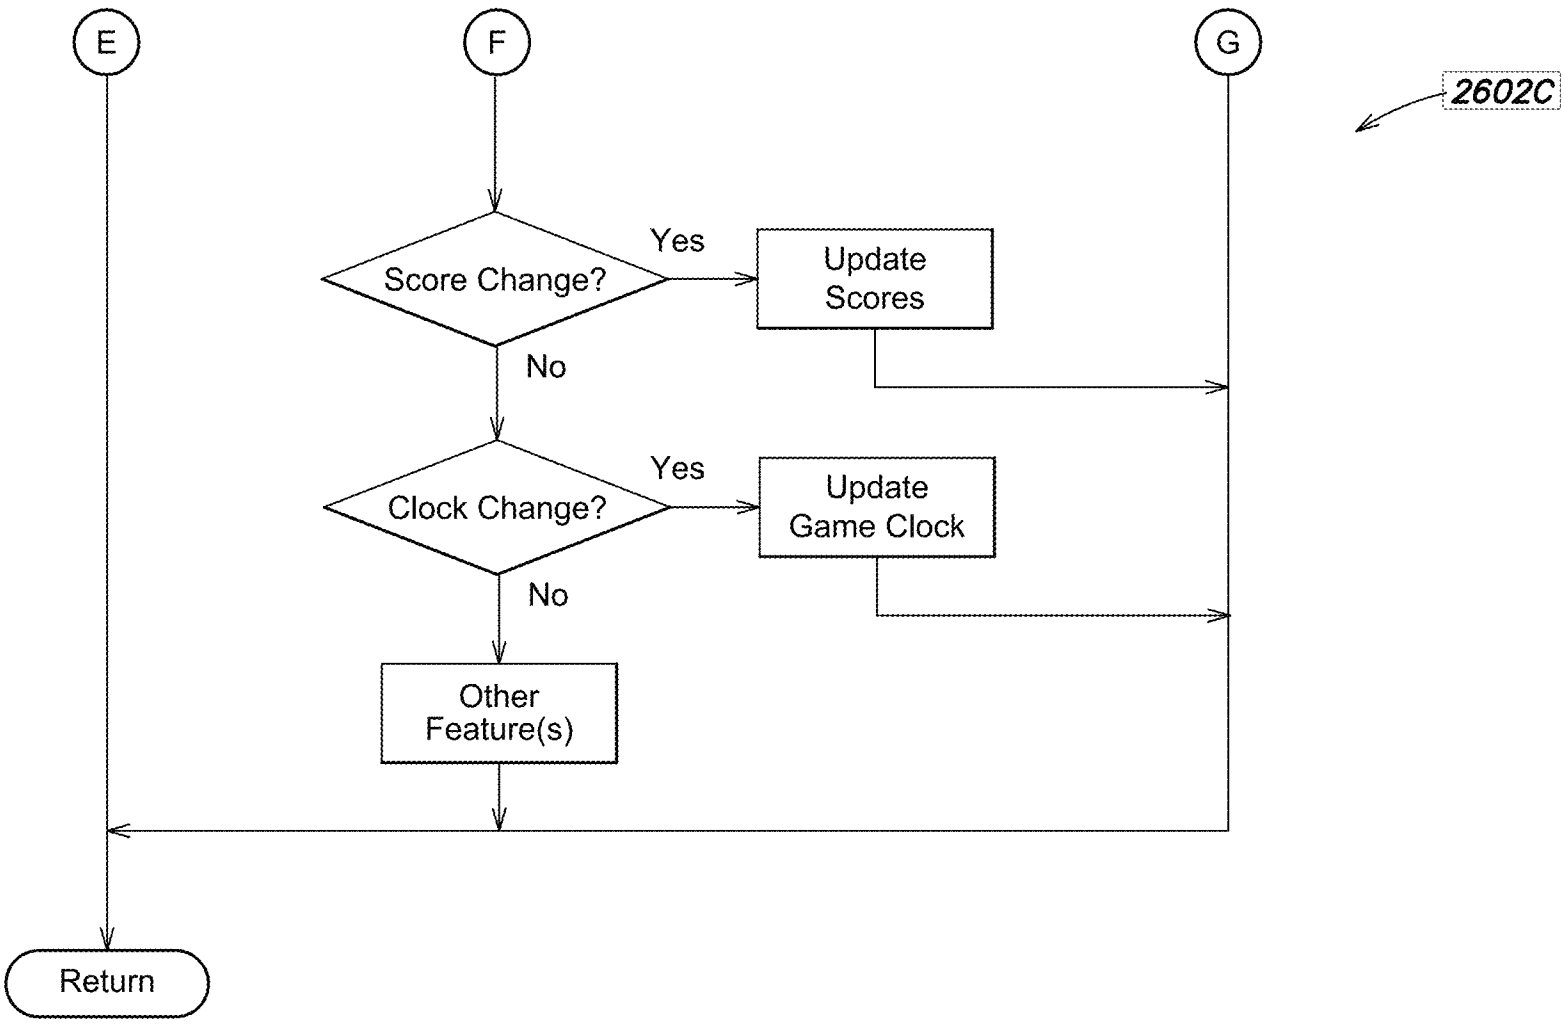 E
F
G
2602C
Score Change?
Yes
Update
Scores
No
Clock Change?
Yes
Update
Game Clock
No
Other
Feature(s)
Return